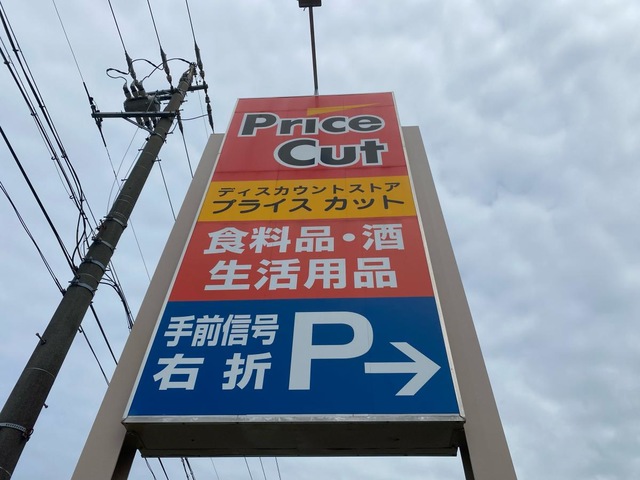 Price
Cut
ディスカウントストア
プライス カット
食料品・酒
生活用品
手前信号
右折 P→